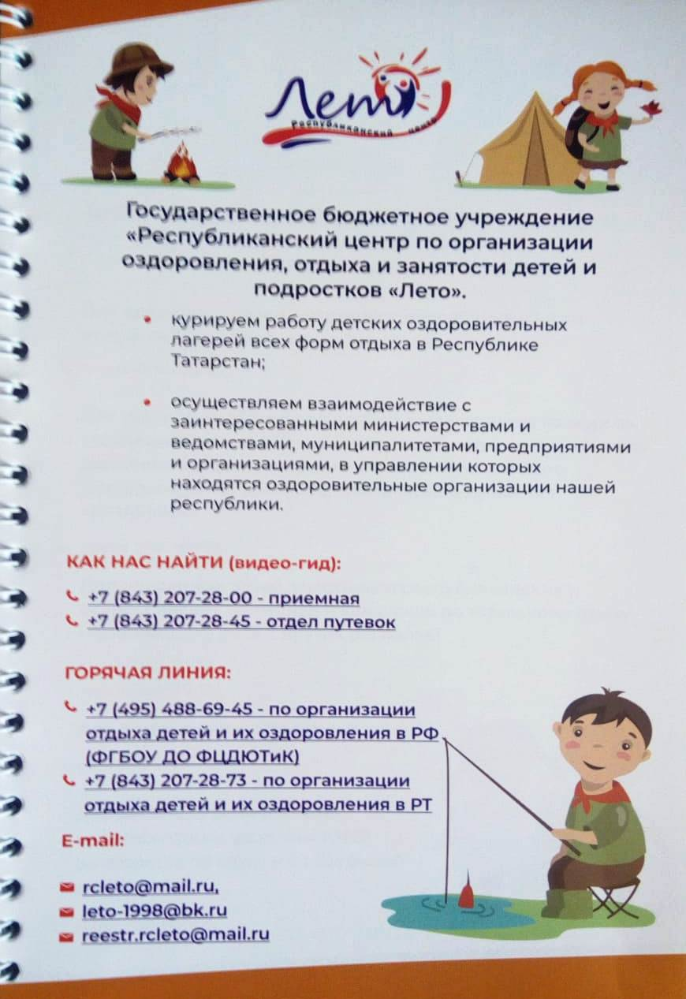 Лето
Республиканский центр
Государственное бюджетное учреждение
«Республиканский центр по организации
оздоровления, отдыха и занятости детей и
подростков «Лето».
• курируем работу детских оздоровительных
лагерей всех форм отдыха в Республике
Татарстан;
• осуществляем взаимодействие с
заинтересованными министерствами и
ведомствами, муниципалитетами, предприятиями
и организациями, в управлении которых
находятся оздоровительные организации нашей
республики.
КАК НАС НАЙТИ (видео-гид):
+7 (843) 207-28-00 - приемная
+7 (843) 207-28-45 - отдел путевок
ГОРЯЧАЯ ЛИНИЯ:
+7 (495) 488-69-45 - по организации
отдыха детей и их оздоровления в РФ
(ФГБОУ ДО ФЦДЮТиК)
+7 (843) 207-28-73 - по организации
отдыха детей и их оздоровления в РТ
E-mail:
rcleto@mail.ru,
leto-1998@bk.ru
reestr.rcleto@mail.ru